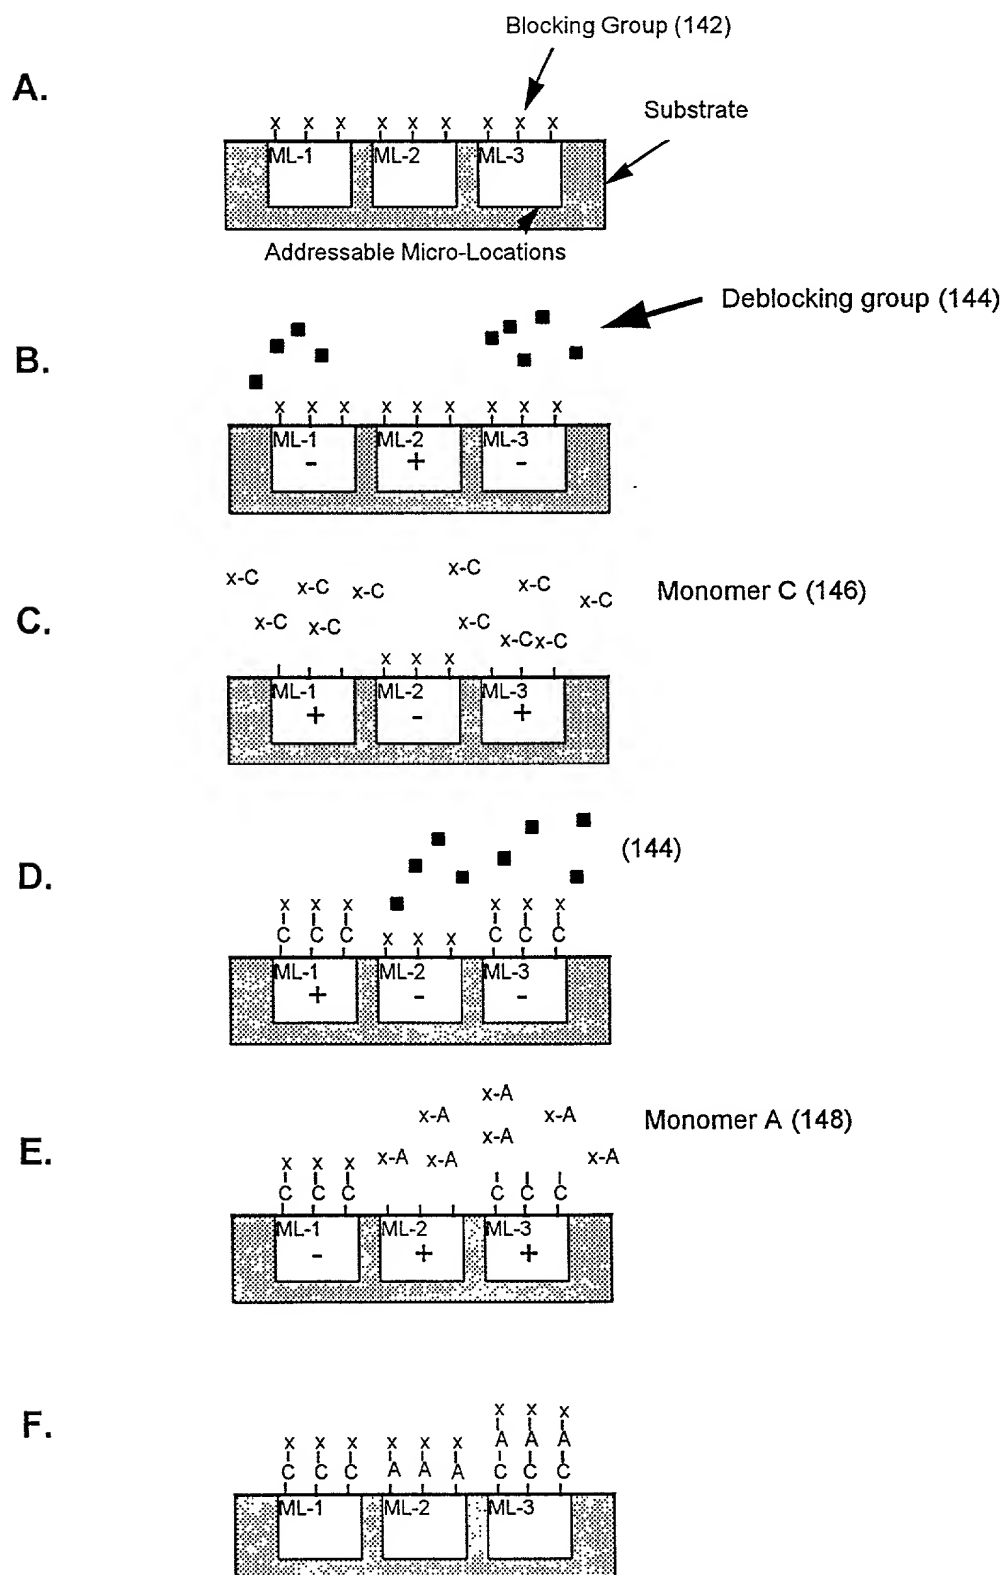 Blocking Group (142)
A.
Substrate
x x x x x x x x x
ML-1 ML-2 ML-3
Addressable Micro-Locations
Deblocking group (144)
B.
x x x x x x x x x
ML-1 ML-2 ML-3
- + -
x-C x-C x-C x-C x-C x-C
Monomer C (146)
C.
x-C x-C x-C x-C x-C
x x x
ML-1 ML-2 ML-3
+ - +
(144)
D.
x x x x x x
C C C x x x C C C
ML-1 ML-2 ML-3
+ - -
x-A
x-A x-A
Monomer A (148)
x-A
E.
x x x x-A x-A x-A
C C C C C C
ML-1 ML-2 ML-3
- + +
F.
x x x
x x x x x x A A A
C C C A A A C C C
ML-1 ML-2 ML-3